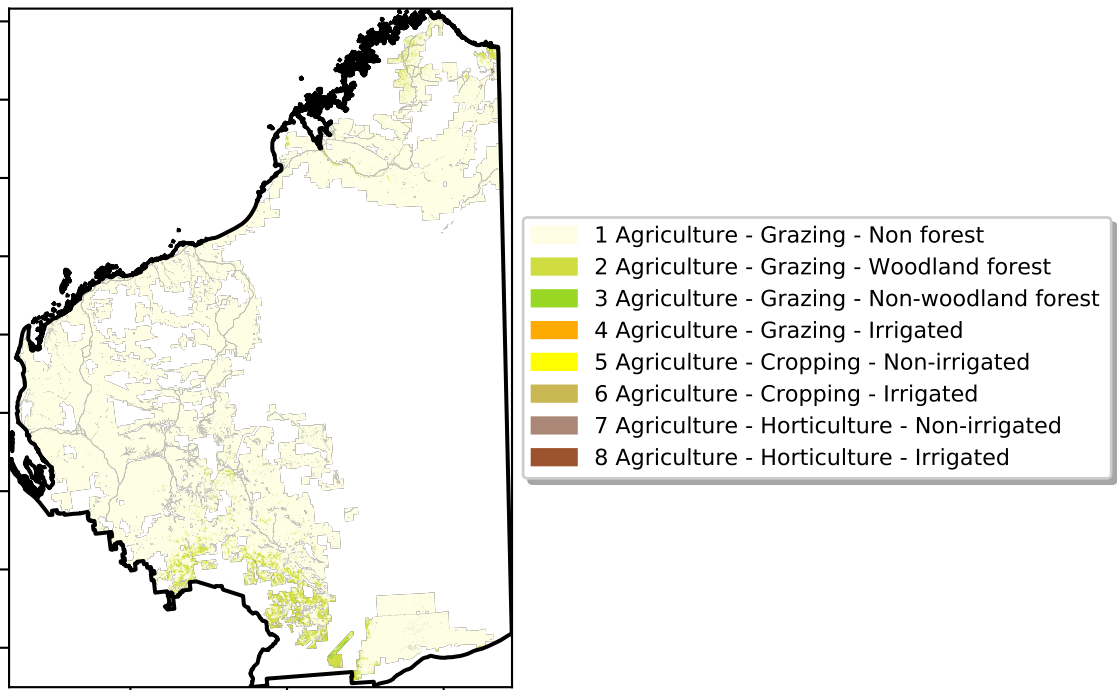 1 Agriculture - Grazing - Non forest
2 Agriculture - Grazing - Woodland forest
3 Agriculture - Grazing - Non-woodland forest
4 Agriculture - Grazing - Irrigated
5 Agriculture - Cropping - Non-irrigated
6 Agriculture - Cropping - Irrigated
7 Agriculture - Horticulture - Non-irrigated
8 Agriculture - Horticulture - Irrigated